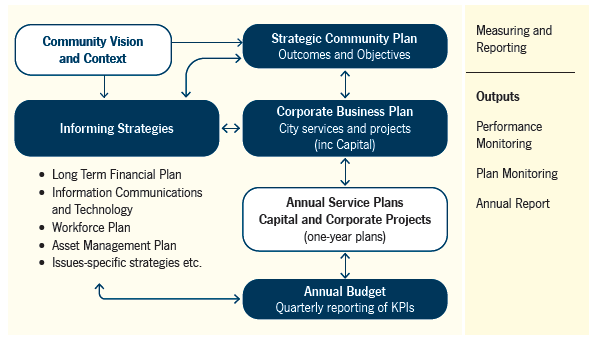 Community Vision
and Context
Strategic Community Plan
Outcomes and Objectives
Informing Strategies
Corporate Business Plan
City services and projects
(inc Capital)
• Long Term Financial Plan
• Information Communications
and Technology
• Workforce Plan
• Asset Management Plan
• Issues-specific strategies etc.
Annual Service Plans
Capital and Corporate Projects
(one-year plans)
Annual Budget
Quarterly reporting of KPIs
Measuring and
Reporting
Outputs
Performance
Monitoring
Plan Monitoring
Annual Report